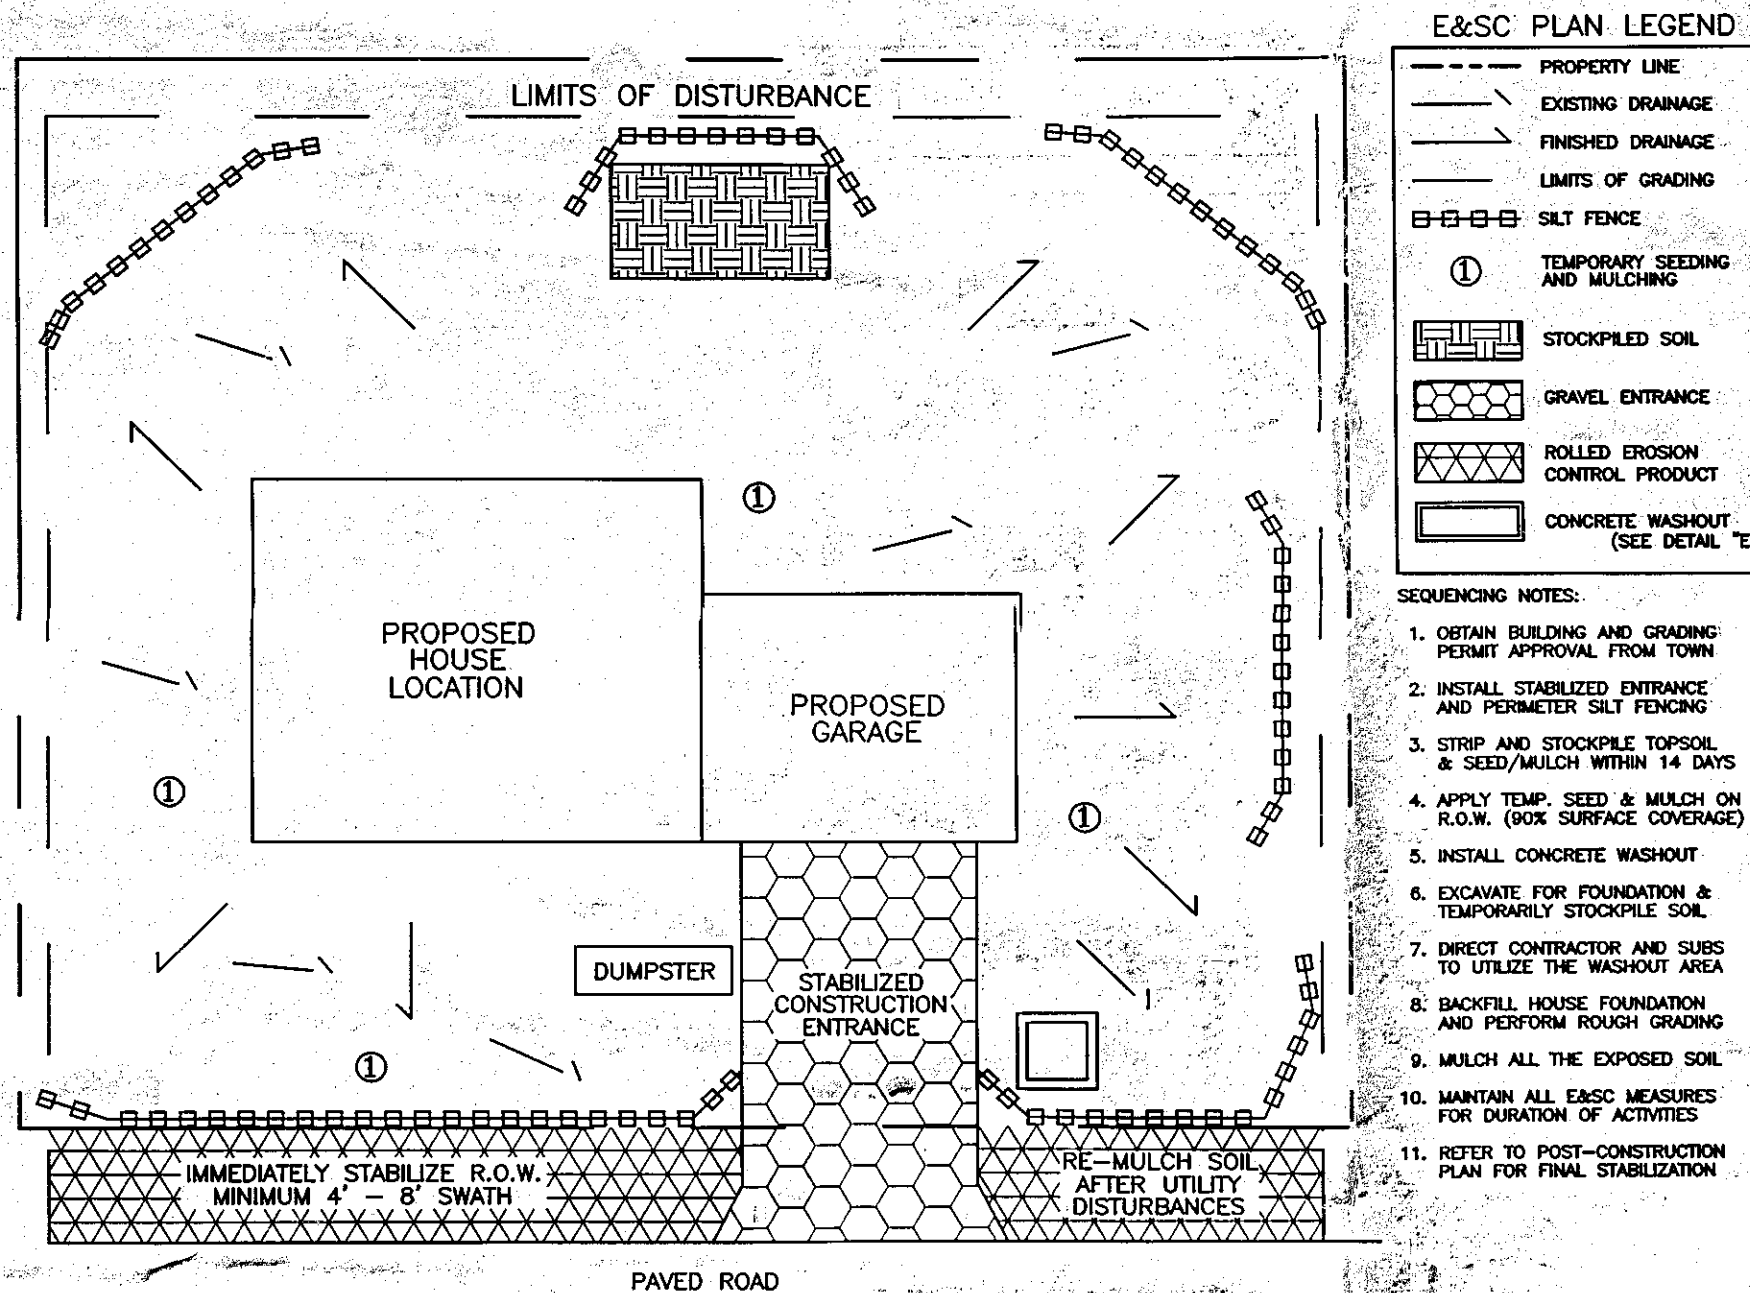 E&SC PLAN LEGEND
PROPERTY LINE
EXISTING DRAINAGE
FINISHED DRAINAGE
LIMITS OF GRADING
SILT FENCE
1
TEMPORARY SEEDING
AND MULCHING
STOCKPILED SOIL
GRAVEL ENTRANCE
ROLLED EROSION
CONTROL PRODUCT
CONCRETE WASHOUT
(SEE DETAIL "E
LIMITS OF DISTURBANCE
1
PROPOSED
HOUSE
LOCATION
PROPOSED
GARAGE
1
1
DUMPSTER
STABILIZED
CONSTRUCTION
ENTRANCE
1
IMMEDIATELY STABILIZE R.O.W.
MINIMUM 4' - 8' SWATH
RE-MULCH SOIL
AFTER UTILITY
DISTURBANCES
PAVED ROAD
SEQUENCING NOTES:
1. OBTAIN BUILDING AND GRADING
PERMIT APPROVAL FROM TOWN
2. INSTALL STABILIZED ENTRANCE
AND PERIMETER SILT FENCING
3. STRIP AND STOCKPILE TOPSOIL
& SEED/MULCH WITHIN 14 DAYS
4. APPLY TEMP. SEED & MULCH ON
R.O.W. (90% SURFACE COVERAGE)
5. INSTALL CONCRETE WASHOUT
6. EXCAVATE FOR FOUNDATION &
TEMPORARILY STOCKPILE SOIL
7. DIRECT CONTRACTOR AND SUBS
TO UTILIZE THE WASHOUT AREA
8. BACKFILL HOUSE FOUNDATION
AND PERFORM ROUGH GRADING
9. MULCH ALL THE EXPOSED SOIL
10. MAINTAIN ALL E&SC MEASURES
FOR DURATION OF ACTIVITIES
11. REFER TO POST-CONSTRUCTION
PLAN FOR FINAL STABILIZATION